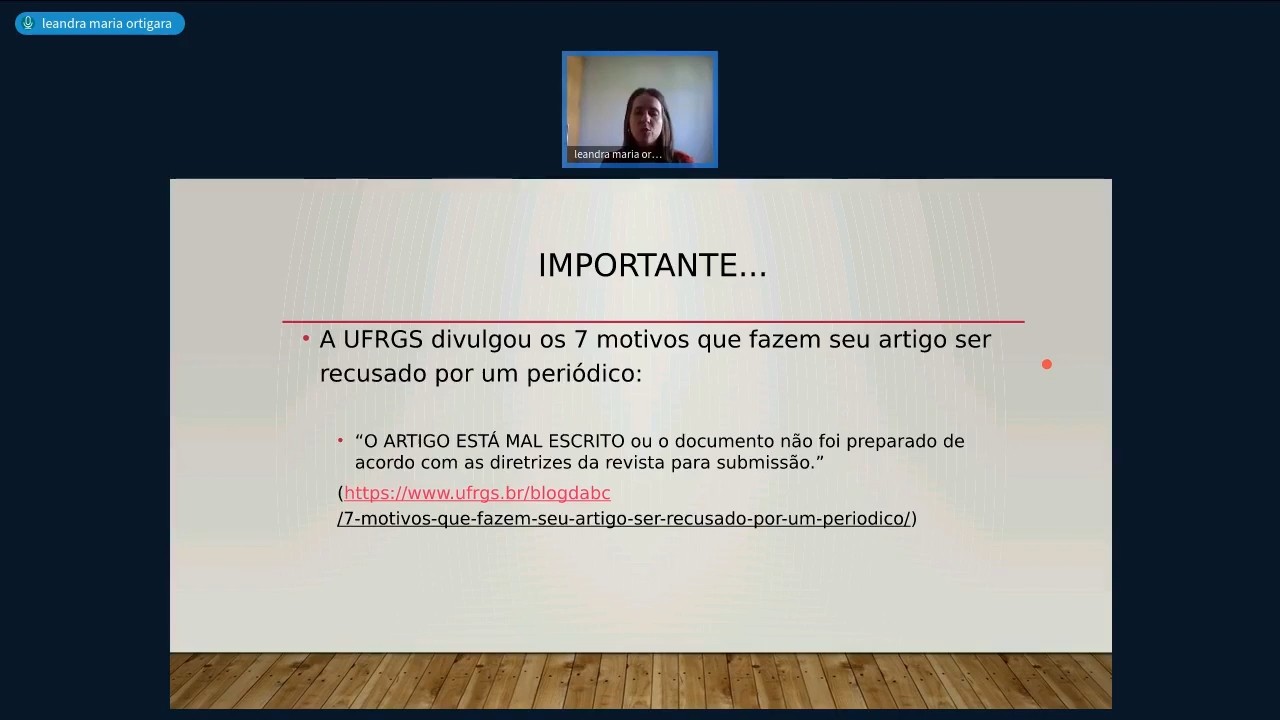 leandra maria ortigara
leandra maria or...
IMPORTANTE...
• A UFRGS divulgou os 7 motivos que fazem seu artigo ser
recusado por um periódico:
• “O ARTIGO ESTÁ MAL ESCRITO ou o documento não foi preparado de
acordo com as diretrizes da revista para submissão.”
(https://www.ufrgs.br/blogdabc
/7-motivos-que-fazem-seu-artigo-ser-recusado-por-um-periodico/)